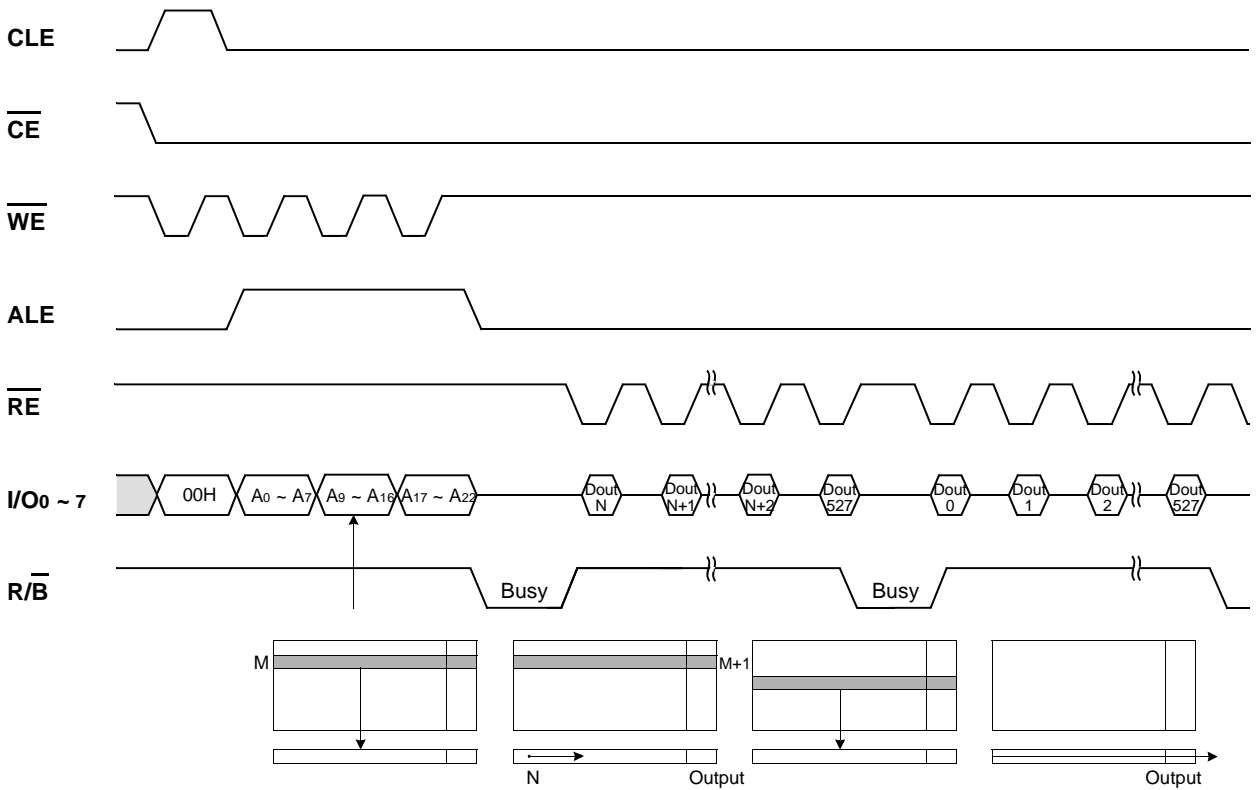 CLE
CE
WE
ALE
RE
I/O0 ~ 7
00H
A0 ~ A7
A9 ~ A16
A17 ~ A22
Dout
N
Dout
N+1
Dout
N+2
Dout
527
Dout
0
Dout
1
Dout
2
Dout
527
R/B
Busy
Busy
M
M+1
N
Output
Output